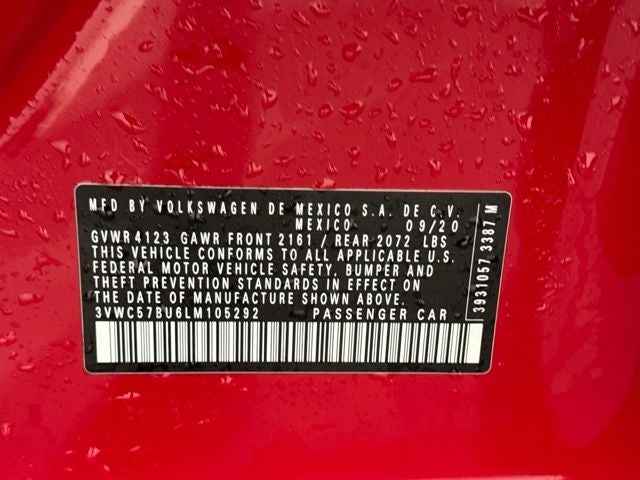 MFD BY VOLKSWAGEN DE MEXICO S.A. DE C.V.
MEXICO 09/20
GVWR 4123 GAWR FRONT 2161 / REAR 2072 LBS
THIS VEHICLE CONFORMS TO ALL APPLICABLE U.S.
FEDERAL MOTOR VEHICLE SAFETY, BUMPER AND
THEFT PREVENTION STANDARDS IN EFFECT ON
THE DATE OF MANUFACTURE SHOWN ABOVE.
3VWC57BU6LM105292 PASSENGER CAR
3931057 3387 M